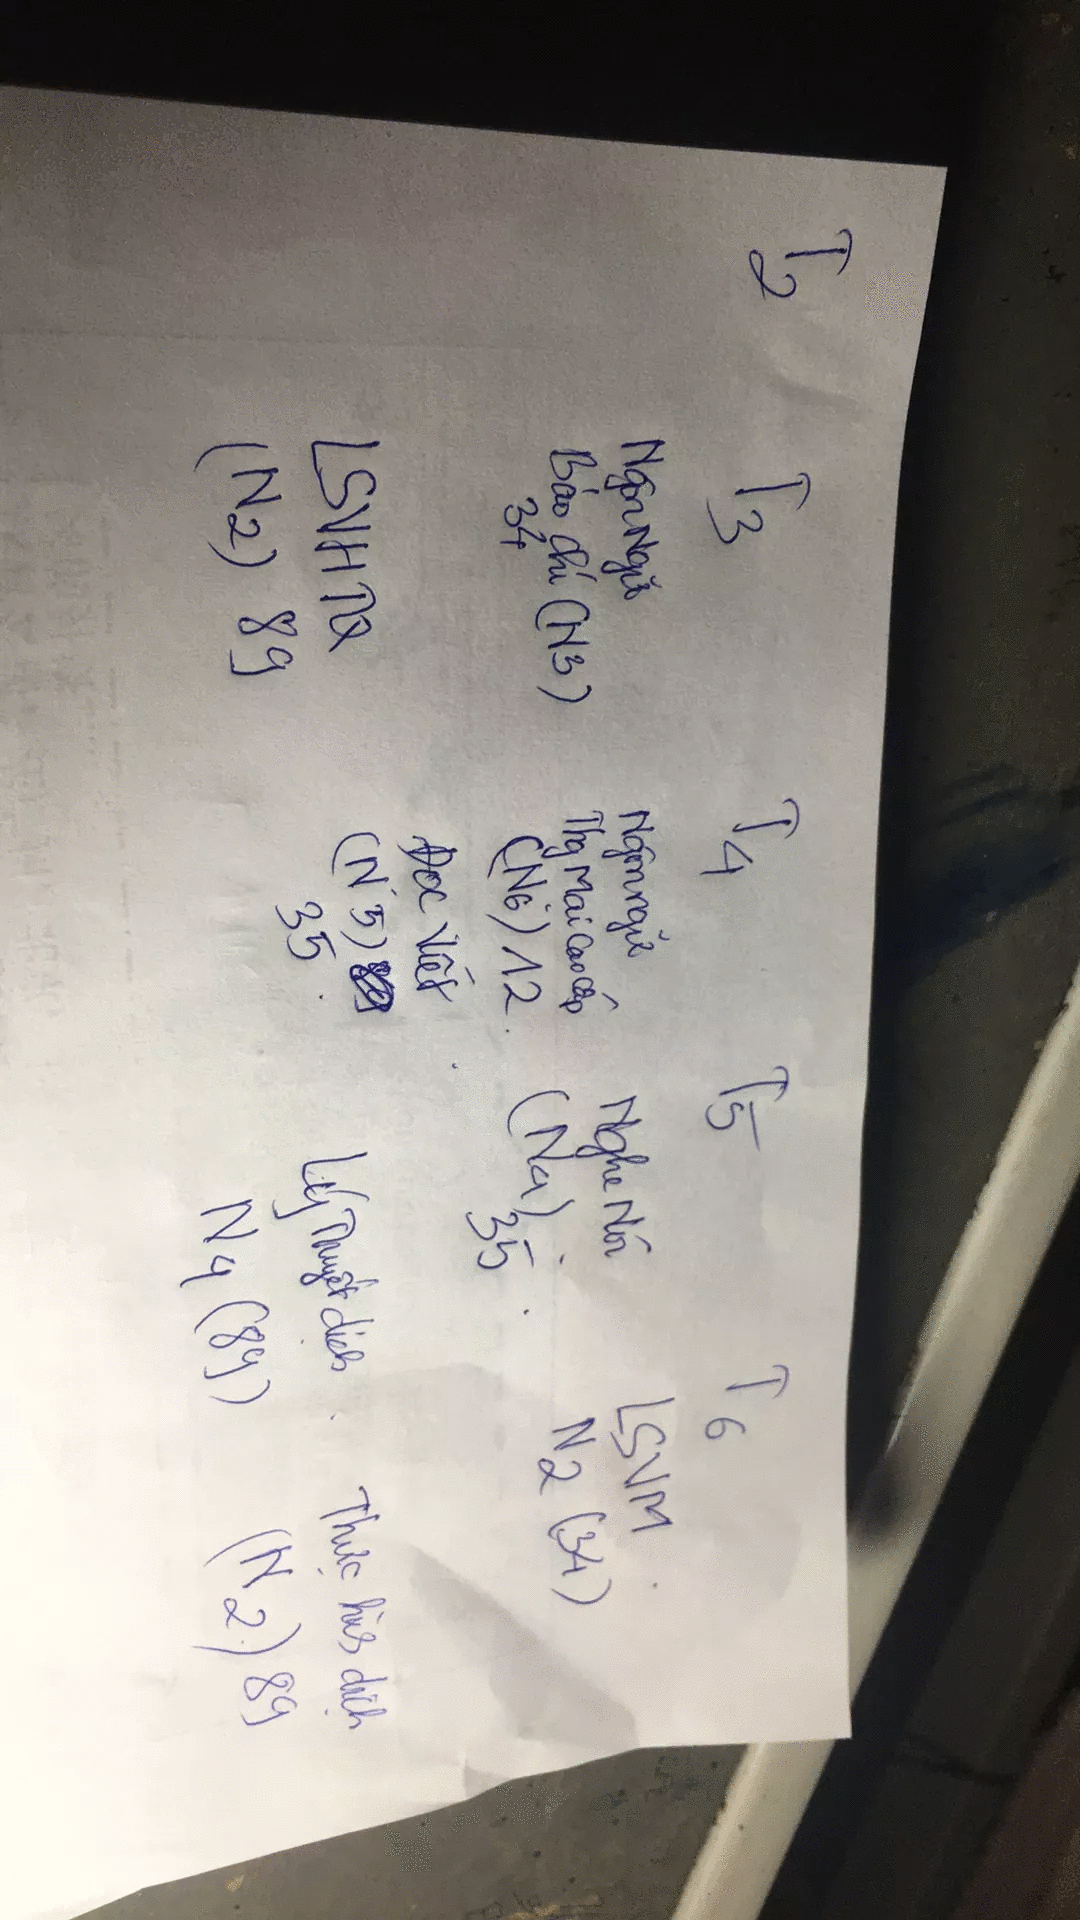 T2
T3
T4
T5
T6
Ngôn Ngữ
Báo chí (N3)
34
Ngôn ngữ
Thg Mại Cao cấp
(N6) 12
Nghe Nói
(N4)
35
LSVM
N2 (34)
LSVH TQ
(N2) 89
Đọc Viết
(N5)
35
Lý Thuyết dịch
N4 (89)
Thực hành dịch
(N2) 89